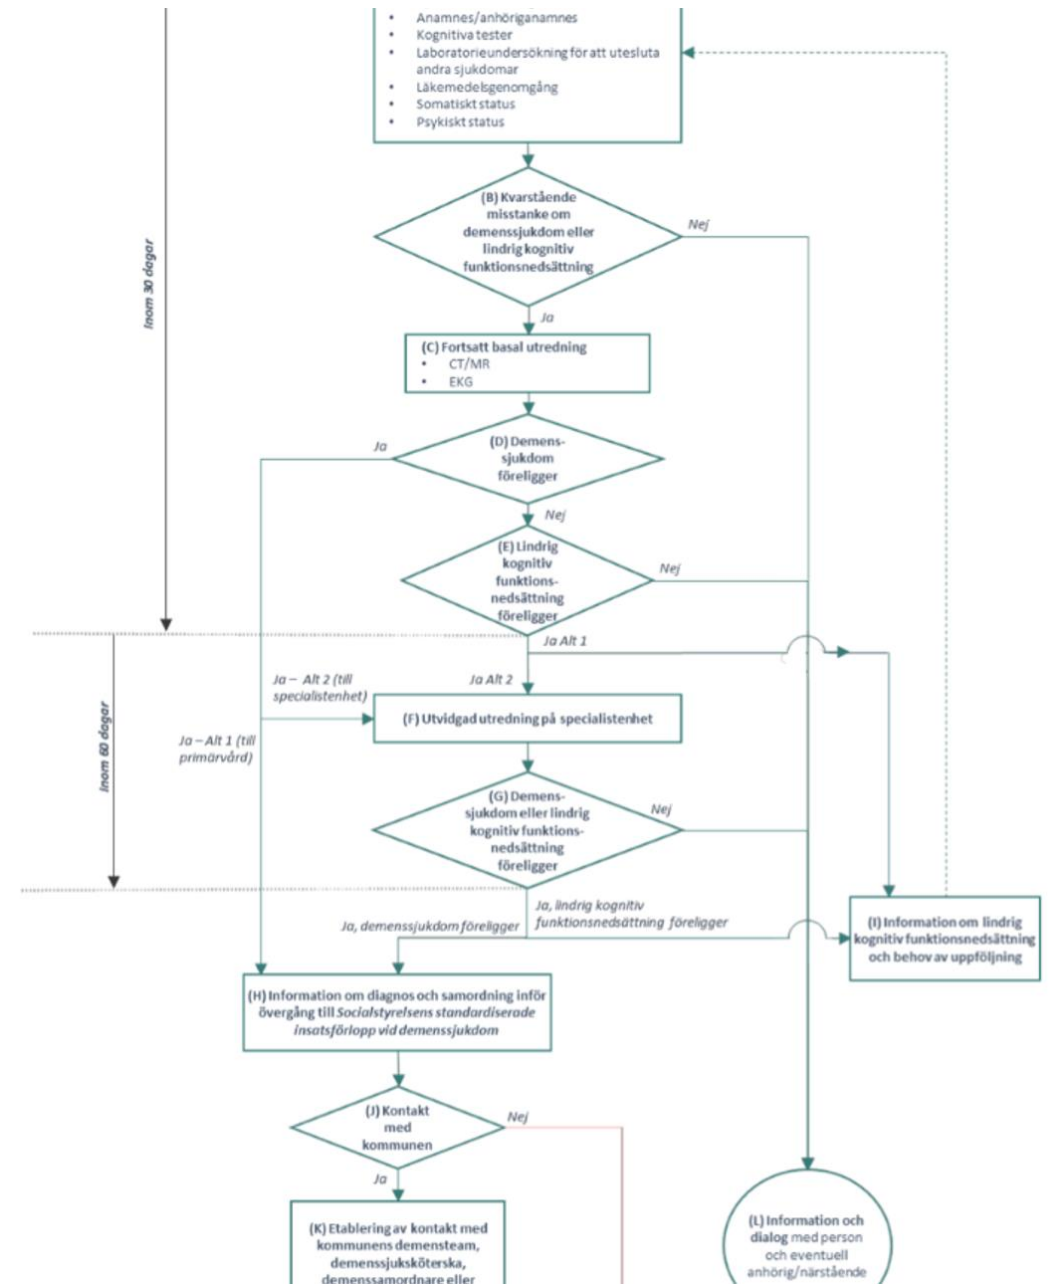 • Anamnes/anhöriganamnes
• Kognitiva tester
• Laboratorieundersökning för att utesluta
andra sjukdomar
• Läkemedelsgenomgång
• Somatiskt status
• Psykiskt status
(B) Kvarstående
misstanke om
demenssjukdom eller
lindrig kognitiv
funktionsnedsättning
Nej
Inom 30 dagar
Ja
(C) Fortsatt basal utredning
• CT/MR
• EKG
Ja
(D) Demens-
sjukdom
föreligger
Nej
(E) Lindrig
kognitiv
funktions-
nedsättning
föreligger
Nej
Ja Alt 1
Ja Alt 2
Ja – Alt 2 (till
specialistenhet)
(F) Utvidgad utredning på specialistenhet
Ja – Alt 1 (till
primärvård)
Inom 60 dagar
(G) Demens-
sjukdom eller lindrig
kognitiv funktions-
nedsättning
föreligger
Nej
Ja, lindrig kognitiv
funktionsnedsättning föreligger
Ja, demenssjukdom föreligger
(I) Information om lindrig
kognitiv funktionsnedsättning
och behov av uppföljning
(H) Information om diagnos och samordning inför
övergång till Socialstyrelsens standardiserade
insatsförlopp vid demenssjukdom
(J) Kontakt
med
kommunen
Nej
Ja
(K) Etablering av kontakt med
kommunens demensteam,
demenssjuksköterska,
demenssamordnare eller
(L) Information och
dialog med person
och eventuell
anhörig/närstående